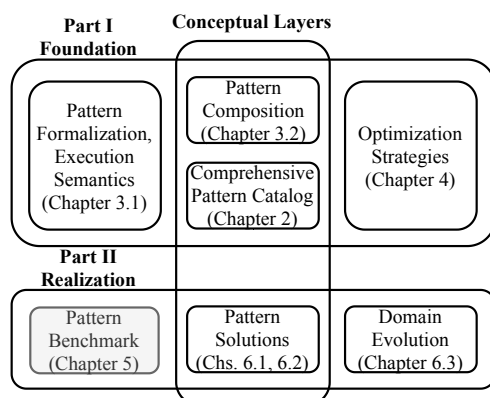 Part I
Foundation
Conceptual Layers
Pattern
Formalization,
Execution
Semantics
(Chapter 3.1)
Pattern
Composition
(Chapter 3.2)
Comprehensive
Pattern Catalog
(Chapter 2)
Optimization
Strategies
(Chapter 4)
Part II
Realization
Pattern
Benchmark
(Chapter 5)
Pattern
Solutions
(Chs. 6.1, 6.2)
Domain
Evolution
(Chapter 6.3)